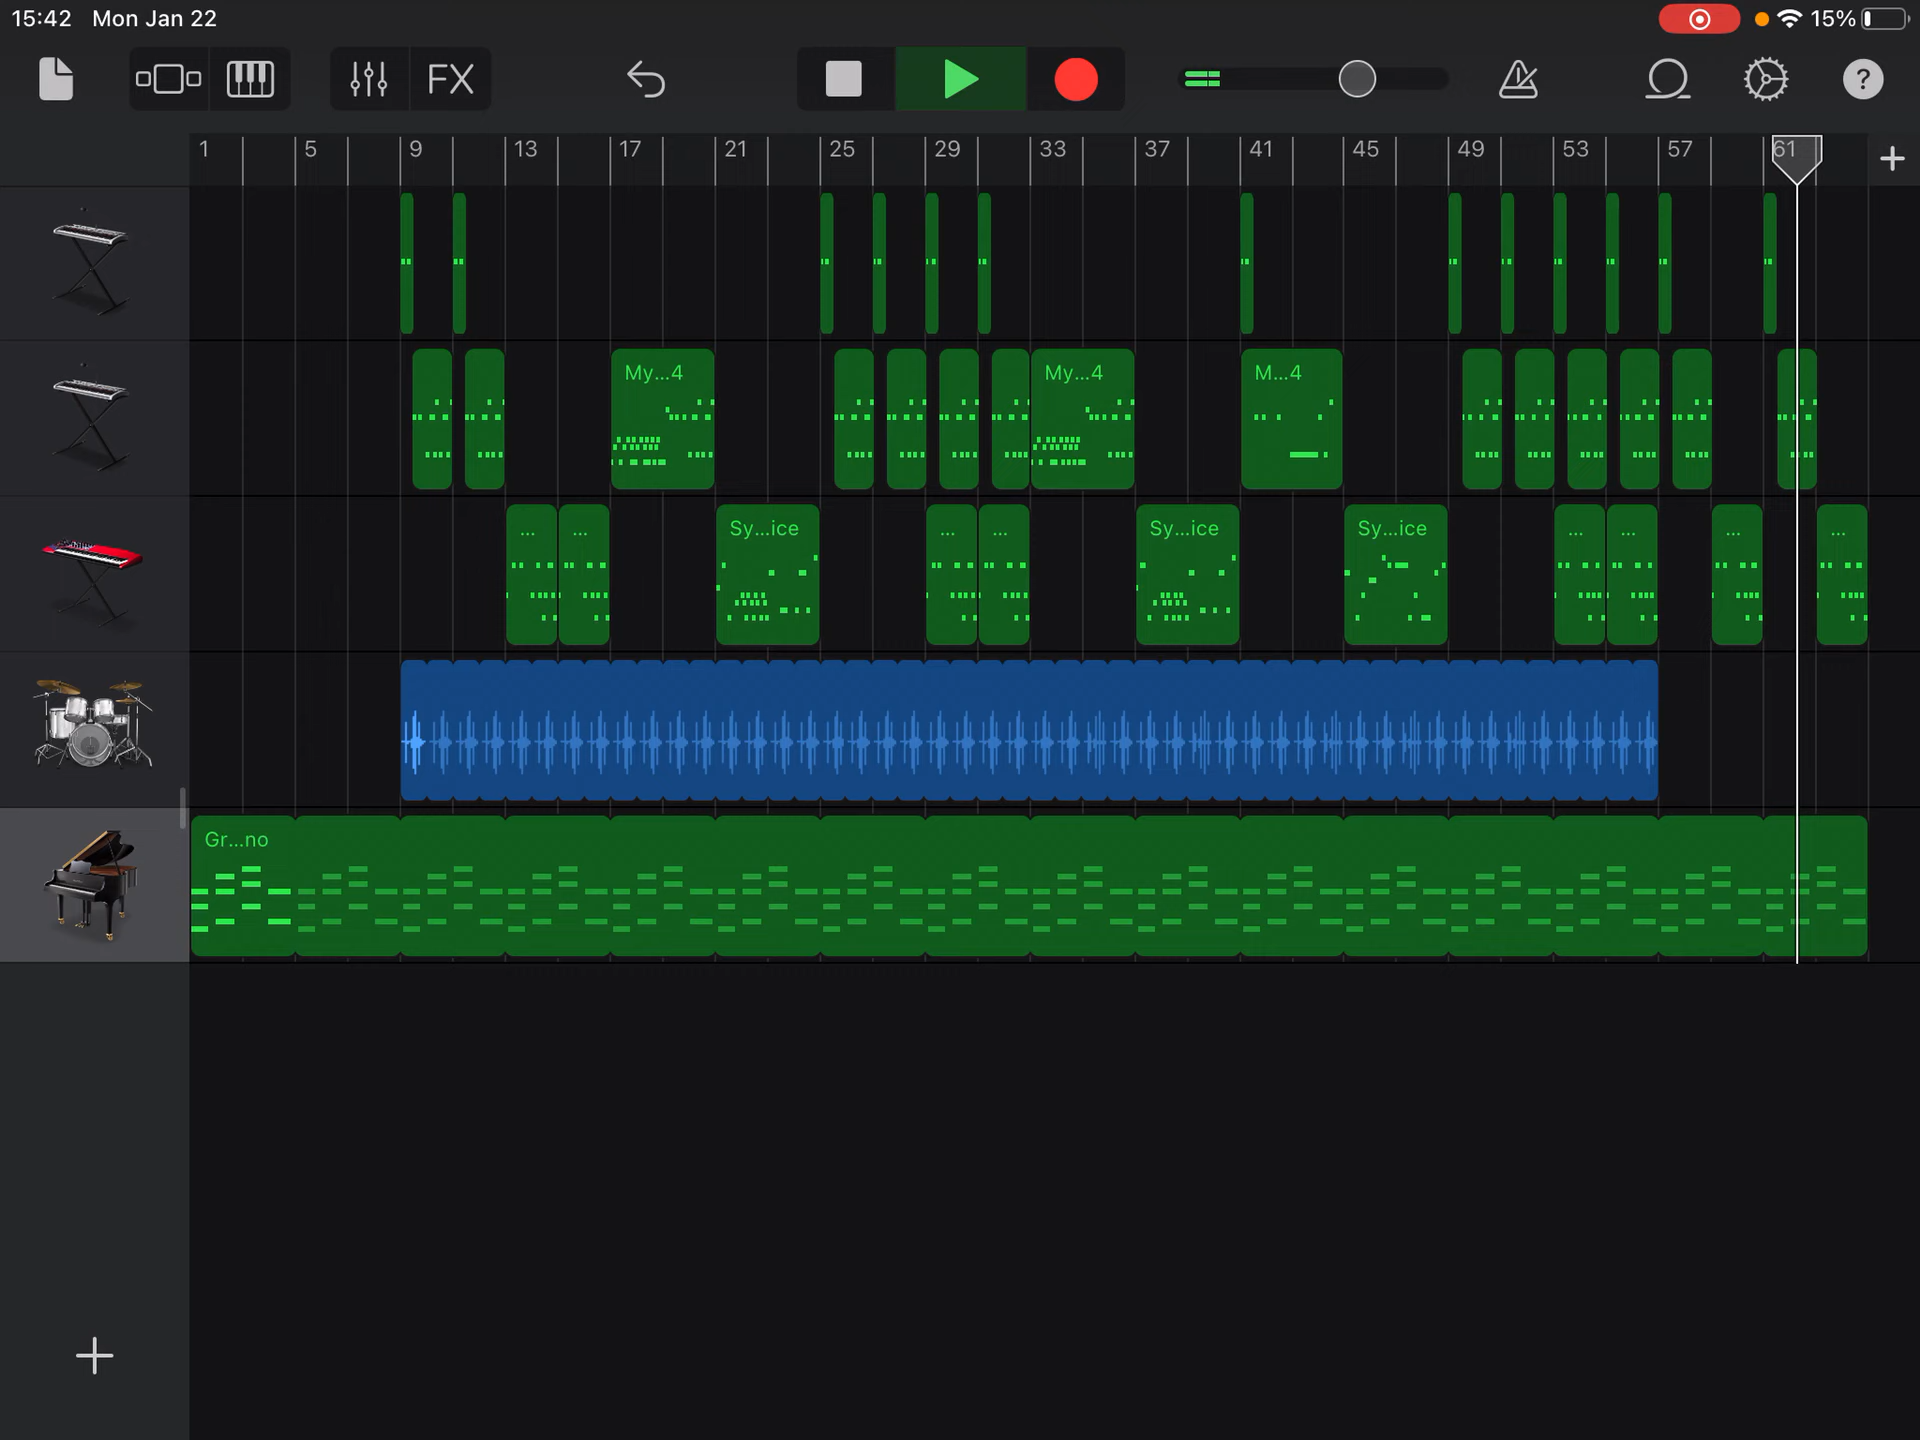 15:42 Mon Jan 22 15%
FX ?
1 5 9 13 17 21 25 29 33 37 41 45 49 53 57 61
My...4 My...4 M...4
... ... Sy...ice ... ... Sy...ice Sy...ice ... ... ... ...
Gr...no